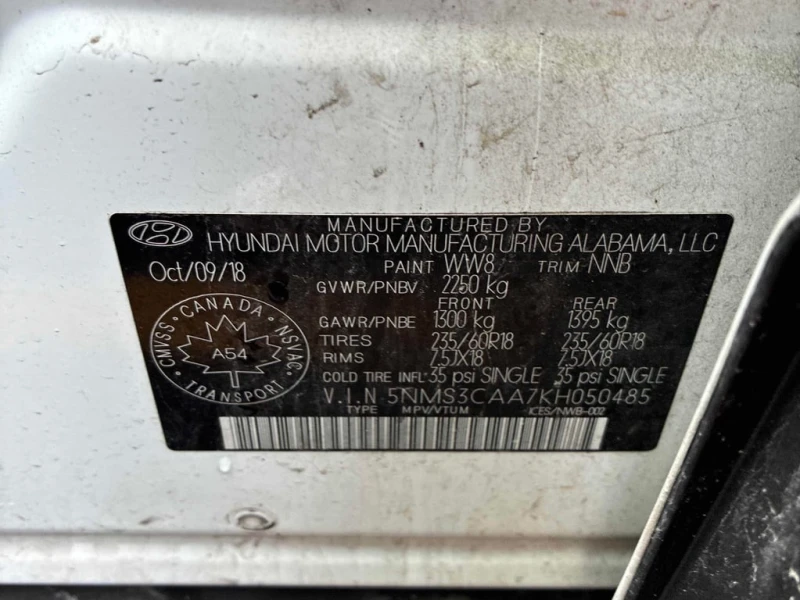 MANUFACTURED BY
HYUNDAI MOTOR MANUFACTURING ALABAMA, LLC
Oct/09/18 PAINT WW8 TRIM NNB
GVWR/PNBV 2250 kg
FRONT REAR
GAWR/PNBE 1300 kg 1395 kg
TIRES 235/60R18 235/60R18
RIMS 7.5JX18 7.5JX18
COLD TIRE INFL 35 psi SINGLE 35 psi SINGLE
V.I.N 5NMS3CAA7KH050485
TYPE MPV/VTUM ICES/NWB-002
CMVSS · CANADA · NSVAC · TRANSPORT ·
A54